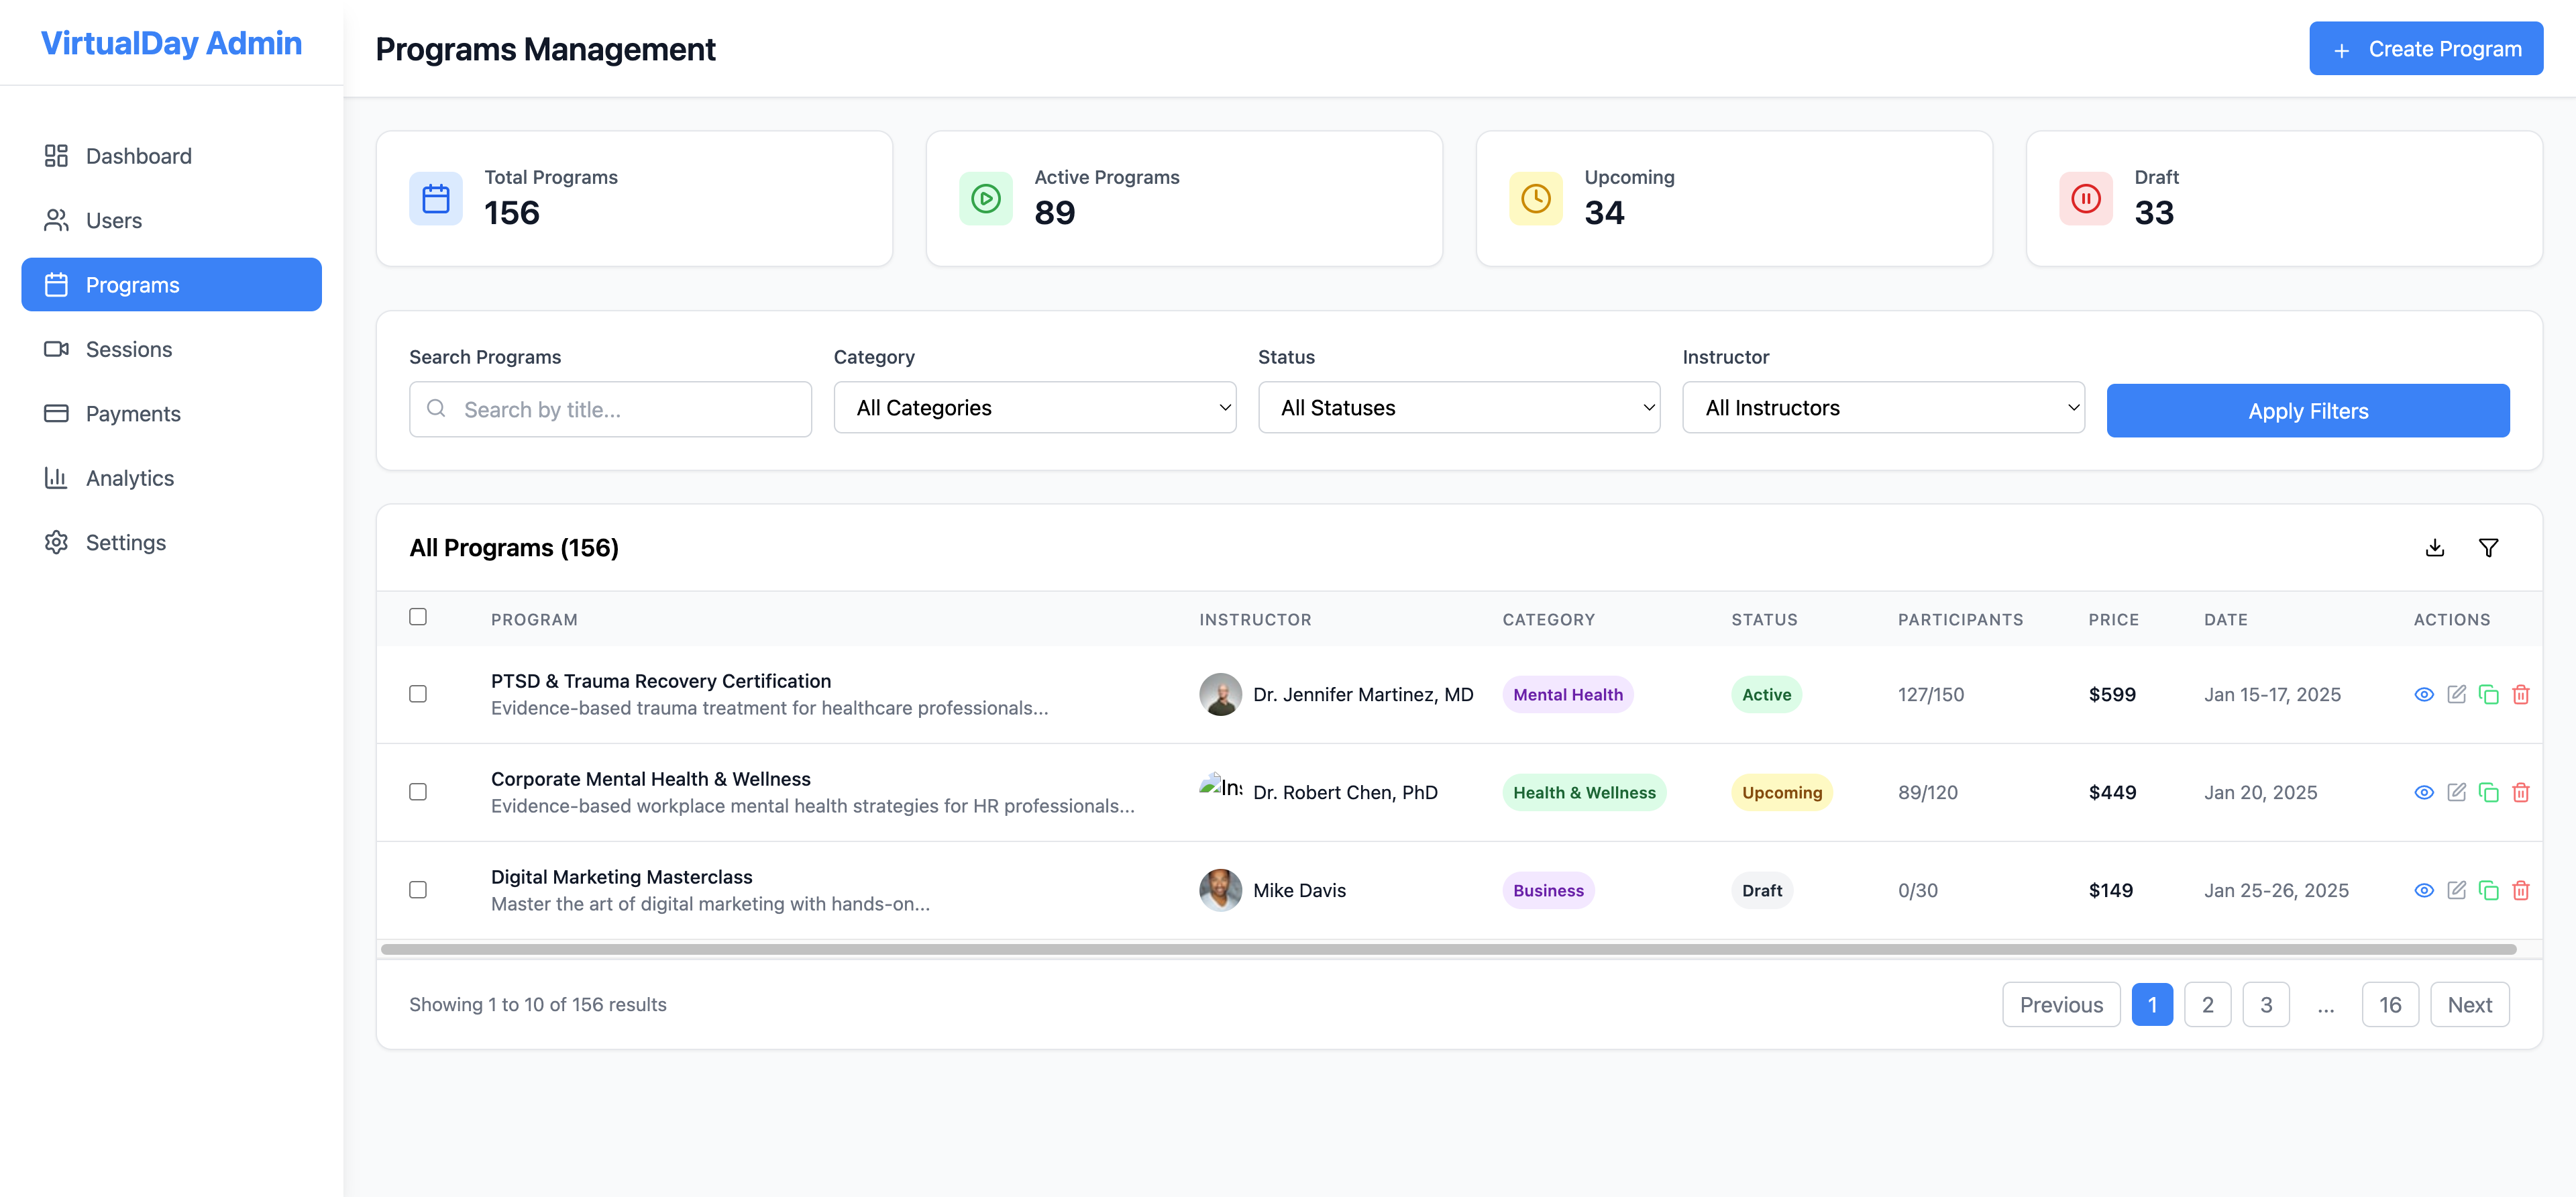 VirtualDay Admin
Programs Management
Create Program
Dashboard
Users
Programs
Sessions
Payments
Analytics
Settings
Total Programs
156
Active Programs
89
Upcoming
34
Draft
33
Search Programs
Category
Status
Instructor
Search by title...
All Categories
All Statuses
All Instructors
Apply Filters
All Programs (156)
PROGRAM INSTRUCTOR CATEGORY STATUS PARTICIPANTS PRICE DATE ACTIONS
PTSD & Trauma Recovery Certification
Evidence-based trauma treatment for healthcare professionals...
Dr. Jennifer Martinez, MD Mental Health Active 127/150 $599 Jan 15-17, 2025
Corporate Mental Health & Wellness
Evidence-based workplace mental health strategies for HR professionals...
Dr. Robert Chen, PhD Health & Wellness Upcoming 89/120 $449 Jan 20, 2025
Digital Marketing Masterclass
Master the art of digital marketing with hands-on...
Mike Davis Business Draft 0/30 $149 Jan 25-26, 2025
Showing 1 to 10 of 156 results
Previous 1 2 3 ... 16 Next